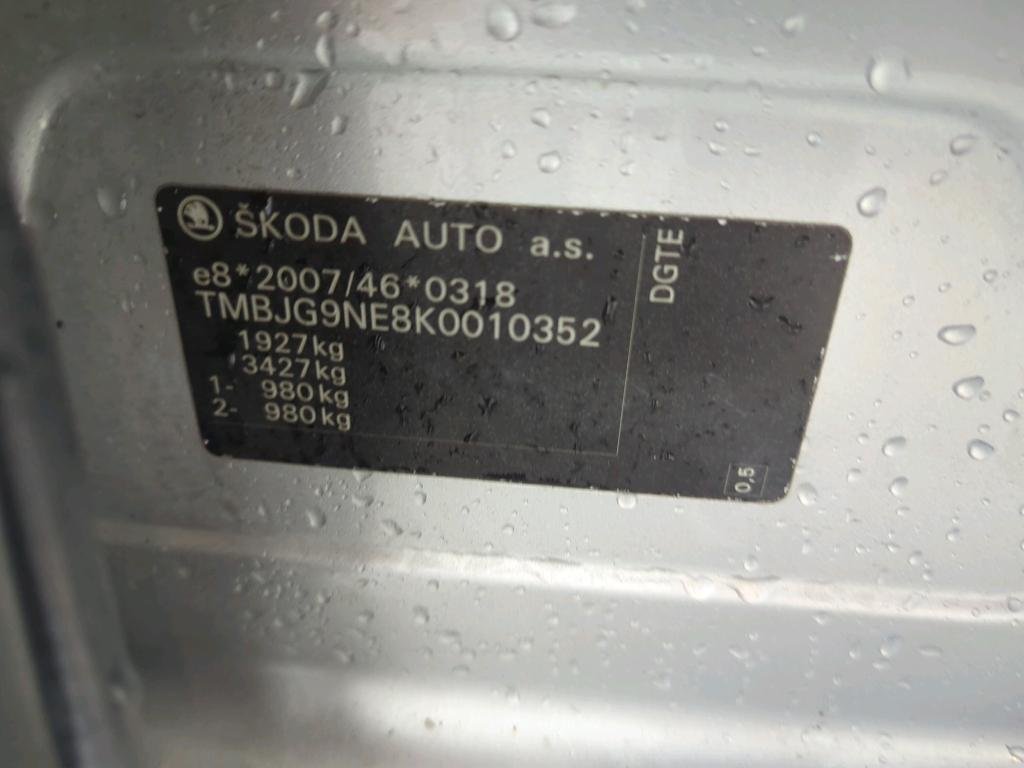 ŠKODA AUTO a.s.
e8*2007/46*0318
TMBJG9NE8K0010352
1927kg
3427kg
1- 980kg
2- 980kg
DGTE
0,5